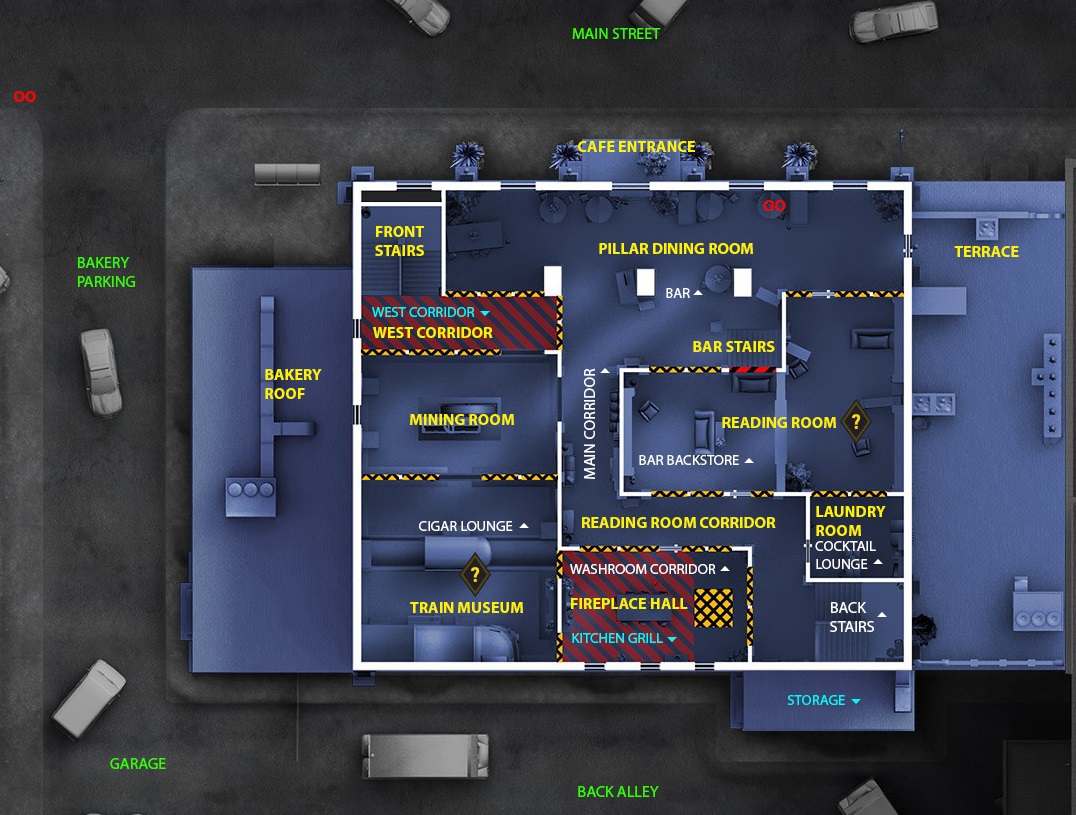 MAIN STREET
CAFE ENTRANCE
FRONT
STAIRS
PILLAR DINING ROOM
TERRACE
BAKERY
PARKING
BAR
WEST CORRIDOR
WEST CORRIDOR
BAR STAIRS
BAKERY
ROOF
MAIN CORRIDOR
MINING ROOM
READING ROOM
?
BAR BACKSTORE
CIGAR LOUNGE
READING ROOM CORRIDOR
LAUNDRY
ROOM
COCKTAIL
LOUNGE
?
WASHROOM CORRIDOR
TRAIN MUSEUM
FIREPLACE HALL
BACK
STAIRS
KITCHEN GRILL
STORAGE
GARAGE
BACK ALLEY